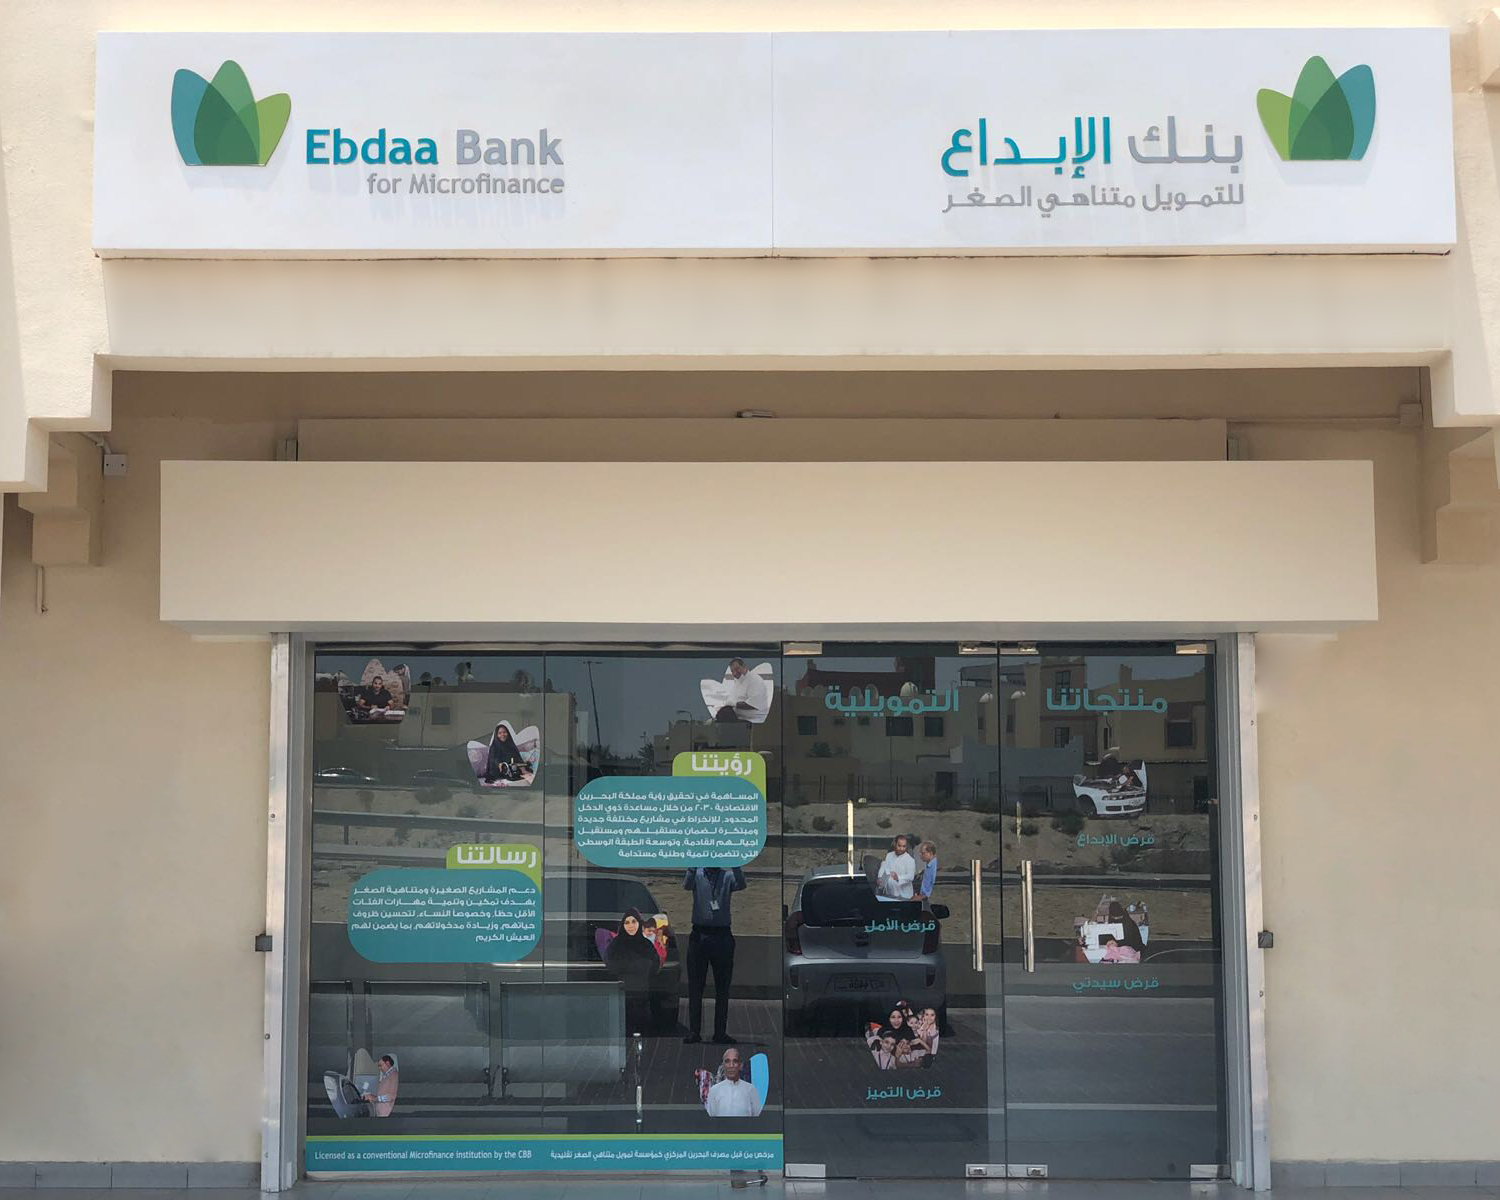 Ebdaa Bank
for Microfinance
بنك الإبداع
للتمويل متناهي الصغر
منتجاتنا
التمويلية
رؤيتنا
المساهمة في تحقيق رؤية مملكة البحرين
الاقتصادية ٢٠٣٠ من خلال مساعدة ذوي الدخل
المحدود، للإنخراط في مشاريع مختلفة جديدة
ومبتكرة لضمان مستقبلهم ومستقبل
أجيالهم القادمة، وتوسعة الطبقة الوسطى
التي تتضمن تنمية وطنية مستدامة
رسالتنا
دعم المشاريع الصغيرة ومتناهية الصغر
بهدف تمكين وتنمية مهارات الفئات
الأقل حظاً، وخصوصاً النساء، لتحسين ظروف
حياتهم، وزيادة مدخولاتهم، بما يضمن لهم
العيش الكريم
قرض الإبداع
قرض الأمل
قرض سيدتي
قرض التميز
Licensed as a conventional Microfinance institution by the CBB
مرخص من قبل مصرف البحرين المركزي كمؤسسة تمويل متناهي الصغر تقليدية